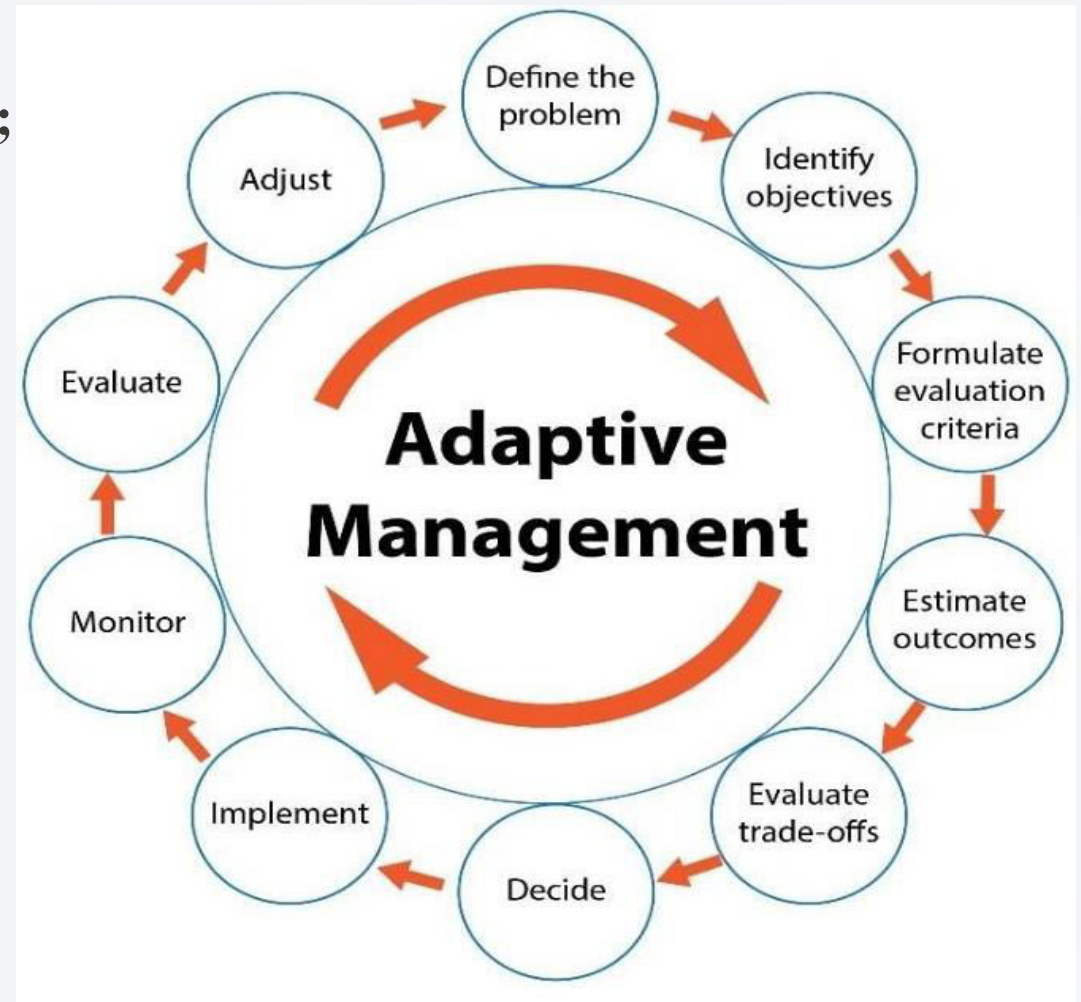 ;
Define the
problem
Identify
objectives
Formulate
evaluation
criteria
Estimate
outcomes
Evaluate
trade-offs
Decide
Implement
Monitor
Evaluate
Adjust
Adaptive
Management